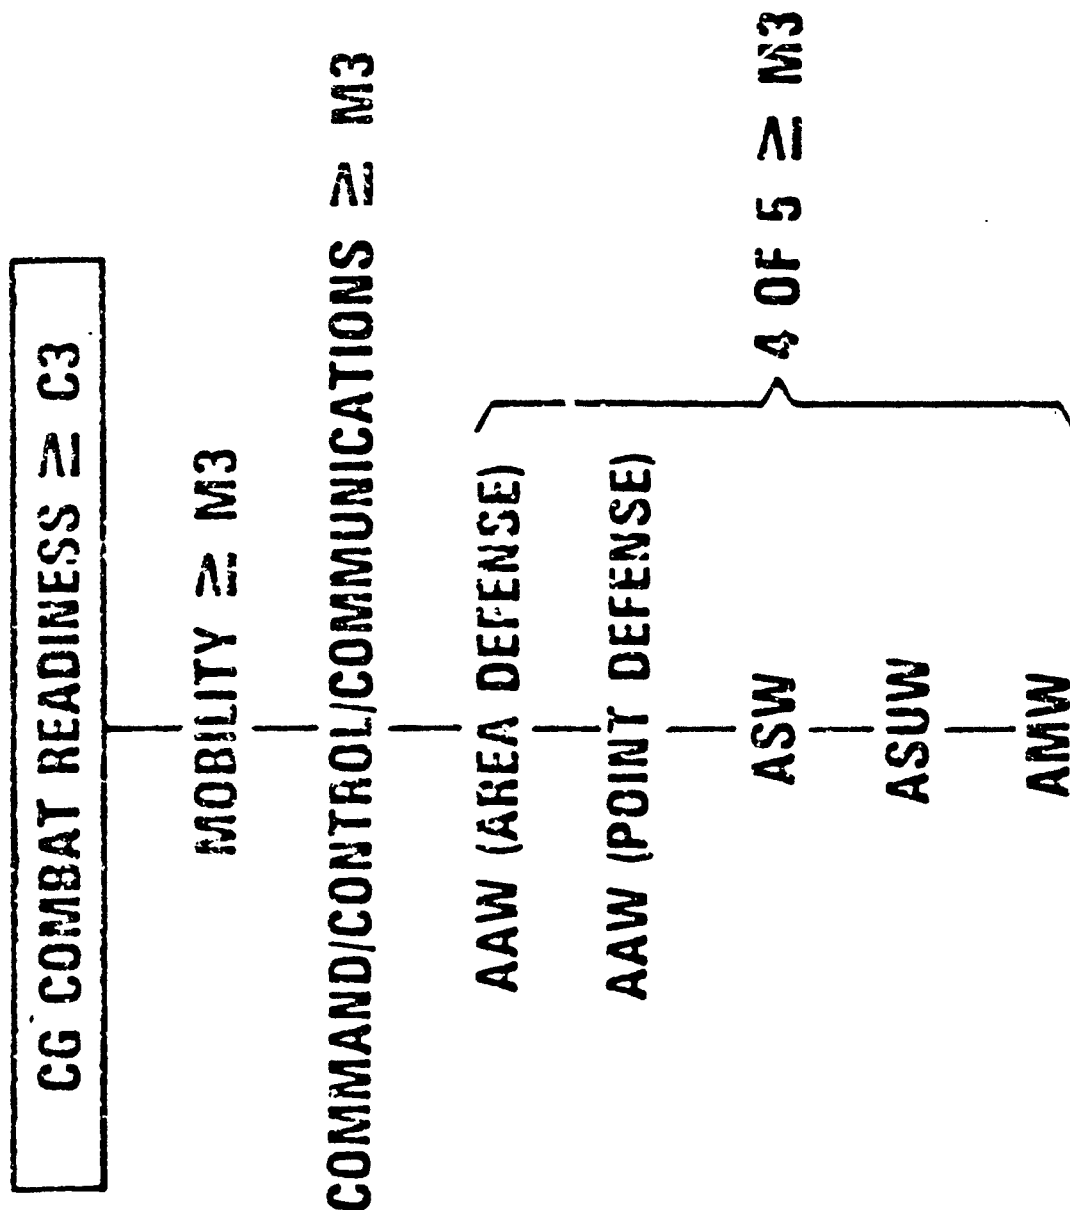 CG COMBAT READINESS ≥ C3
MOBILITY ≥ M3
COMMAND/CONTROL/COMMUNICATIONS ≥ M3
AAW (AREA DEFENSE)
AAW (POINT DEFENSE)
ASW
ASUW
AMW
4 OF 5 ≥ M3